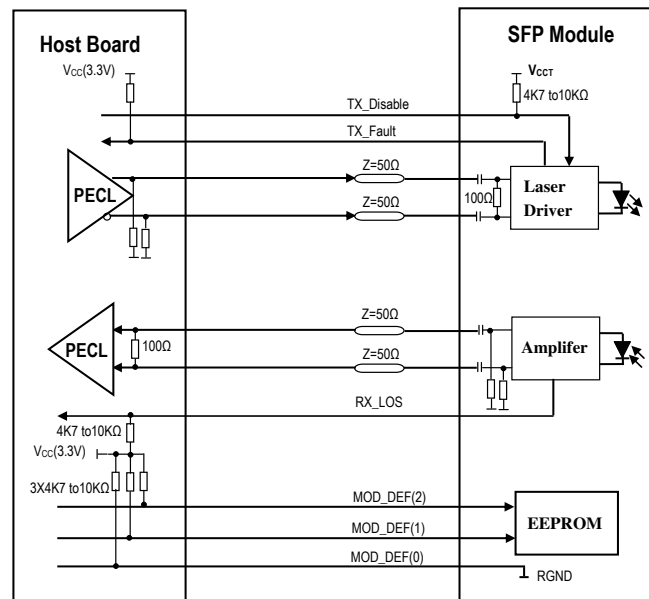 Host Board
SFP Module
VCC(3.3V)
VCCT
4K7 to10KΩ
TX_Disable
TX_Fault
PECL
Z=50Ω
Z=50Ω
100Ω
Laser
Driver
PECL
100Ω
Z=50Ω
Z=50Ω
Amplifer
RX_LOS
4K7 to10KΩ
VCC(3.3V)
3X4K7 to10KΩ
MOD_DEF(2)
MOD_DEF(1)
MOD_DEF(0)
EEPROM
RGND